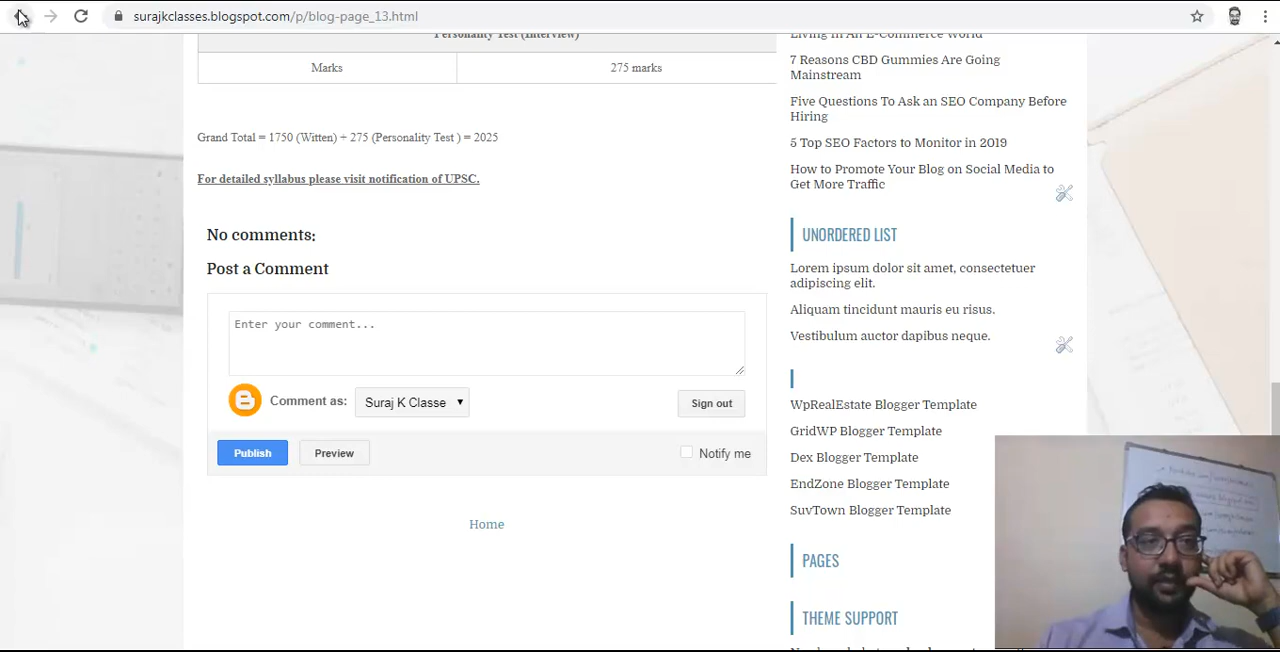 surajkclasses.blogspot.com/p/blog-page_13.html
Personality Test (Interview)
Marks
275 marks
Grand Total = 1750 (Witten) + 275 (Personality Test ) = 2025
For detailed syllabus please visit notification of UPSC.
No comments:
Post a Comment
Enter your comment...
Comment as:
Suraj K Classe
Sign out
Publish
Preview
Notify me
Home
Living in An E-Commerce World
7 Reasons CBD Gummies Are Going
Mainstream
Five Questions To Ask an SEO Company Before
Hiring
5 Top SEO Factors to Monitor in 2019
How to Promote Your Blog on Social Media to
Get More Traffic
UNORDERED LIST
Lorem ipsum dolor sit amet, consectetuer
adipiscing elit.
Aliquam tincidunt mauris eu risus.
Vestibulum auctor dapibus neque.
WpRealEstate Blogger Template
GridWP Blogger Template
Dex Blogger Template
EndZone Blogger Template
SuvTown Blogger Template
PAGES
THEME SUPPORT